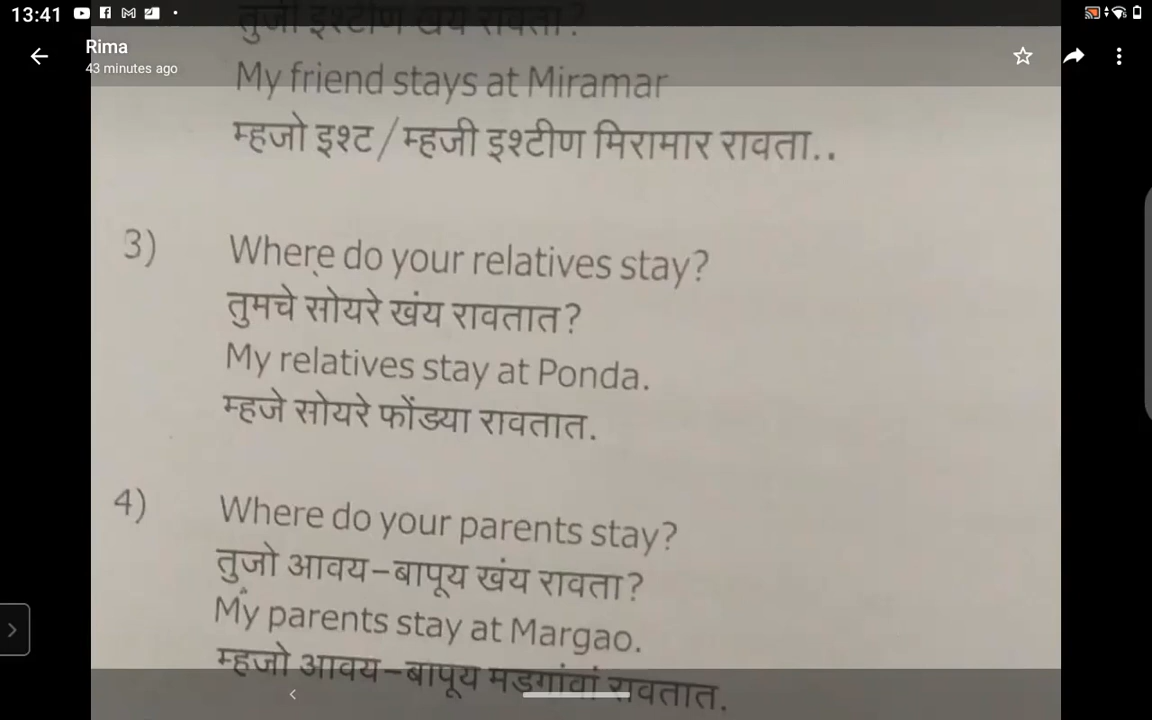 13:41
Rima
43 minutes ago
तुजी इश्टीण खंय रावता?
My friend stays at Miramar
म्हजो इश्ट/म्हजी इश्टीण मिरामार रावता..
3) Where do your relatives stay?
तुमचे सोयरे खंय रावतात?
My relatives stay at Ponda.
म्हजे सोयरे फोंड्या रावतात.
4) Where do your parents stay?
तुजो आवय-बापूय खंय रावता?
My parents stay at Margao.
म्हजो आवय-बापूय मडगांवां रावतात.